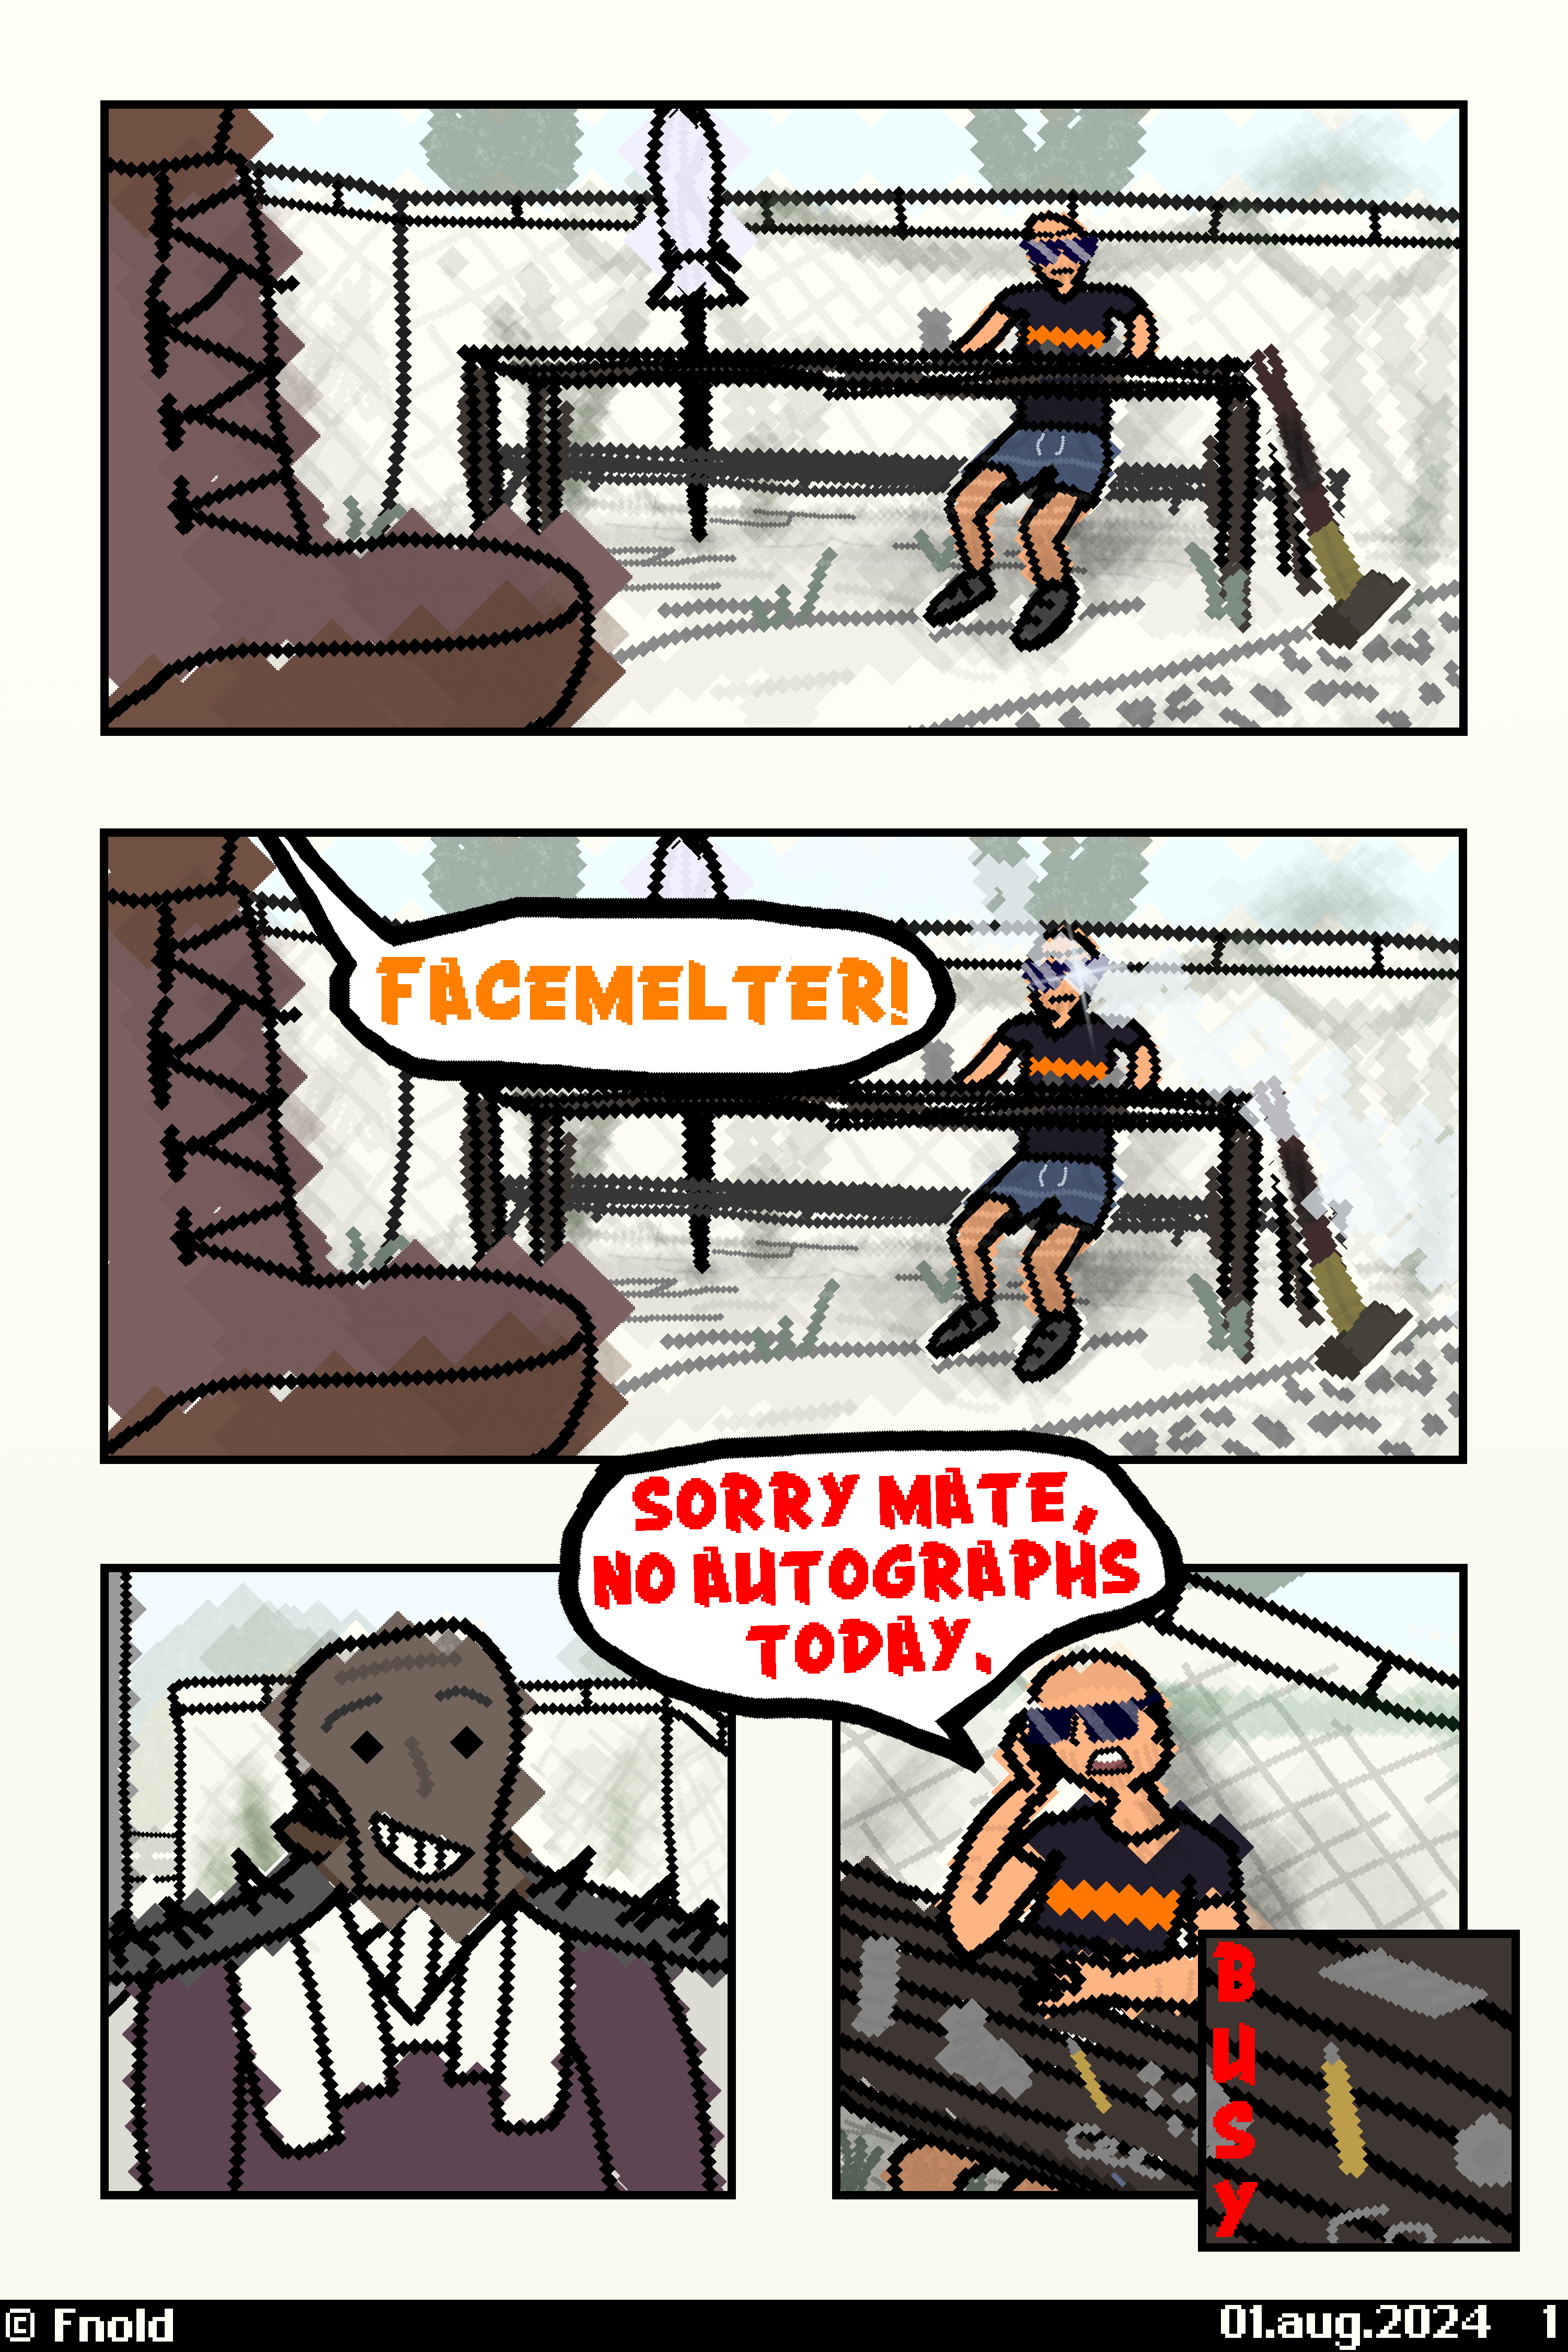 FACEMELTER!
SORRY MATE,
NO AUTOGRAPHS
TODAY.
BUSY
© Fnold
01.aug.2024 1